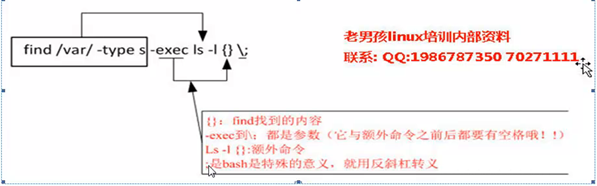 find /var/ -type s -exec ls -l {} \;
老男孩linux培训内部资料
联系: QQ:1986787350 70271111
{}：find找到的内容
-exec到\；都是参数（它与额外命令之前后都要有空格哦！!）
Ls -l {}:额外命令
;是bash是特殊的意义，就用反斜杠转义